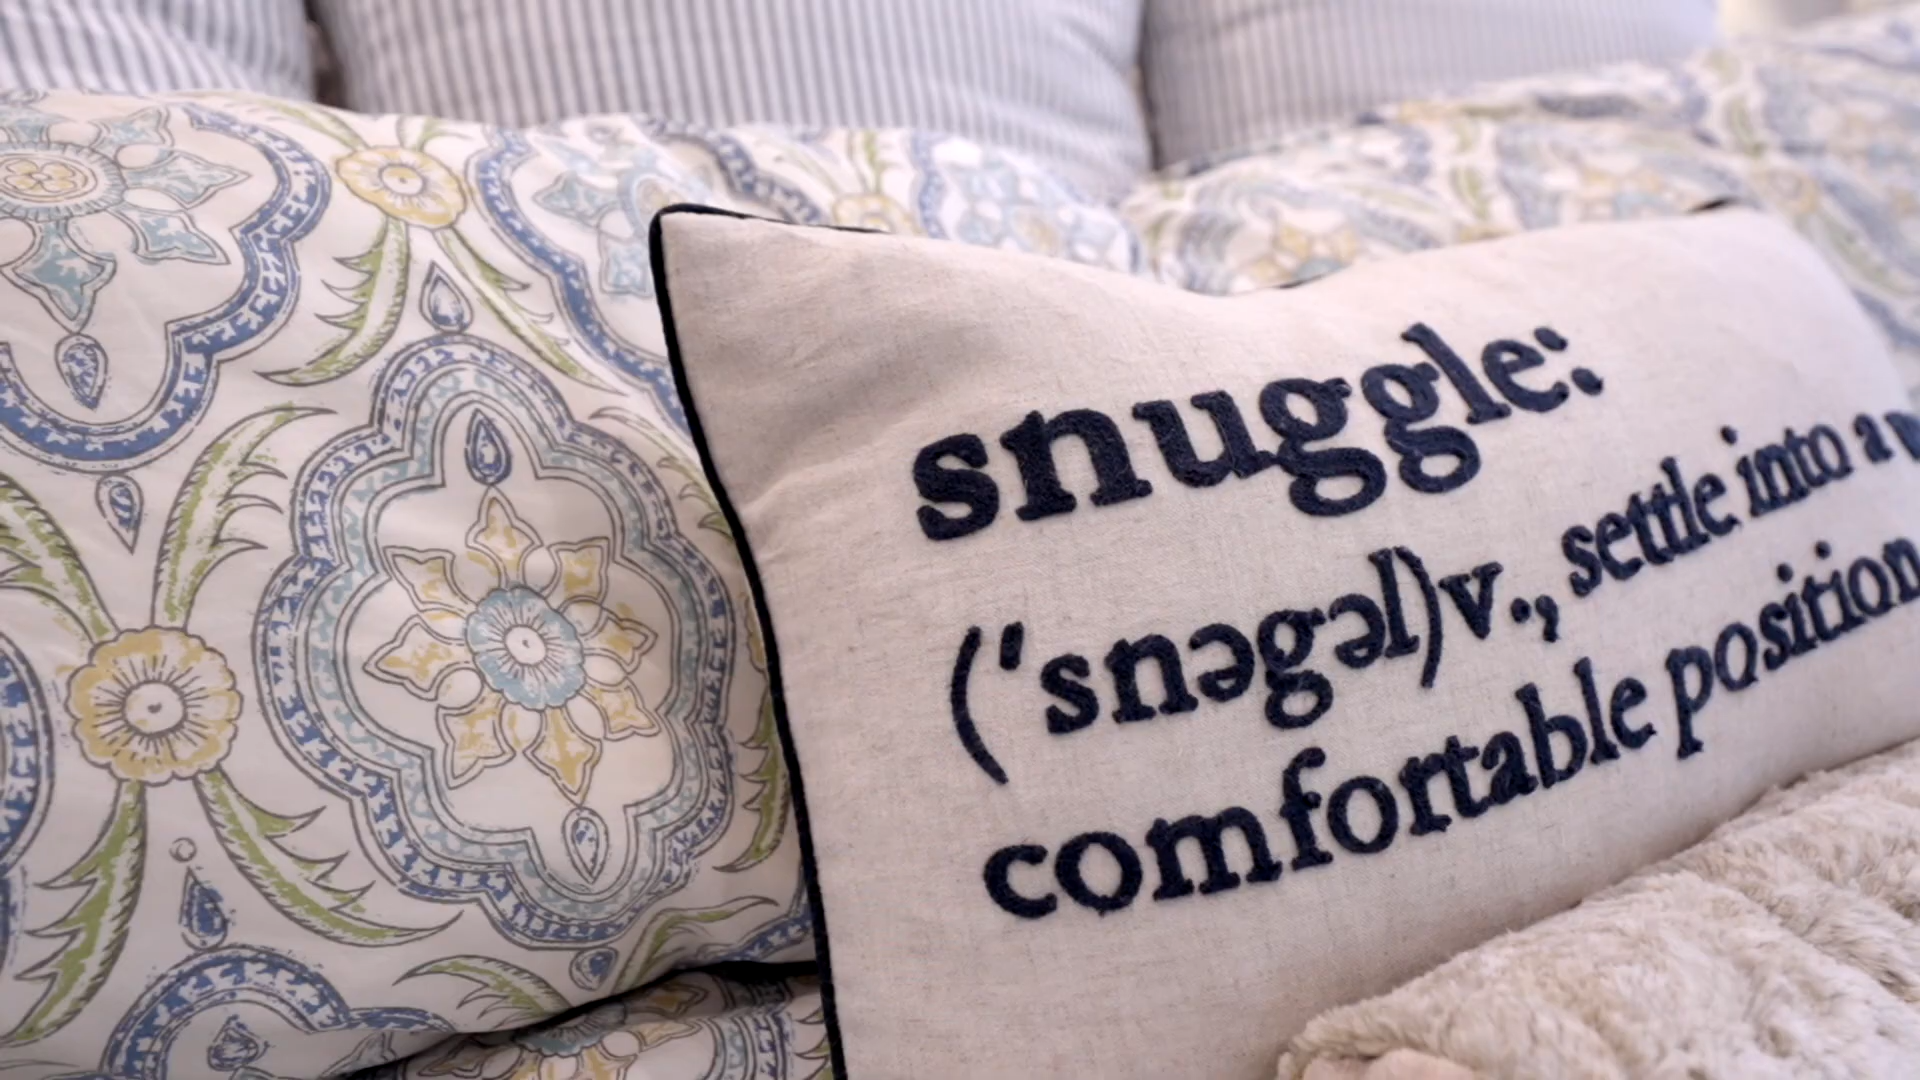 snuggle:
('snəgəl)v., settle into a
comfortable position